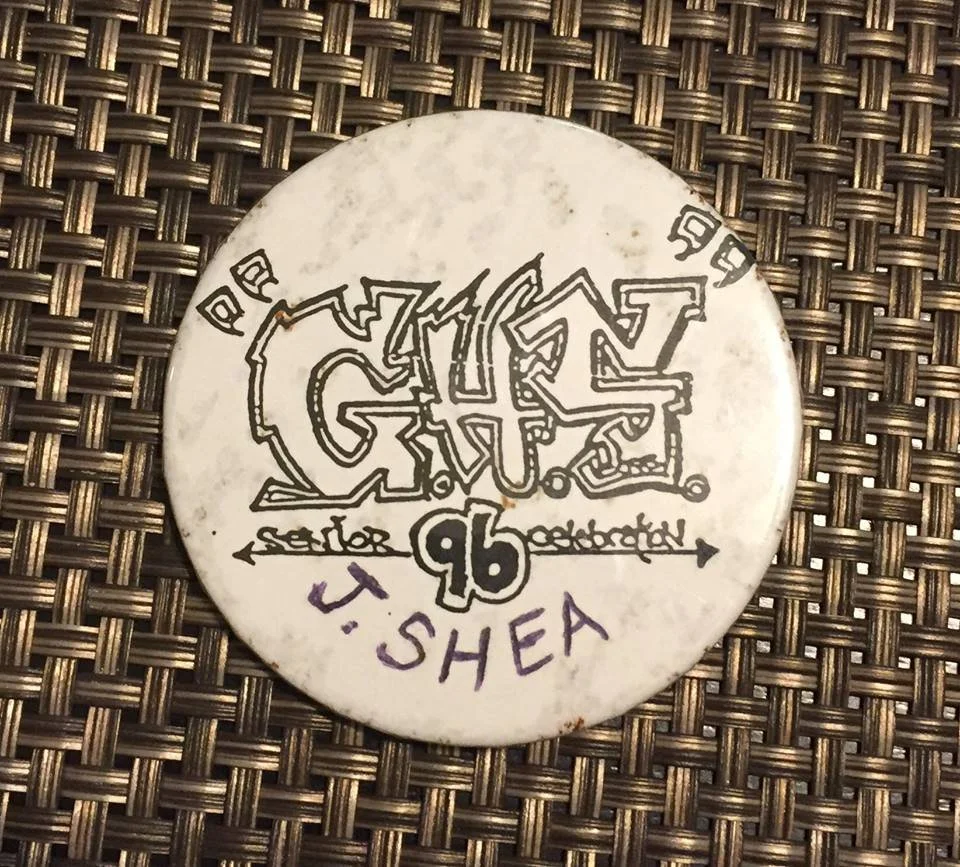 "G.H.S."
SENIOR 96 celebration
J. SHEA